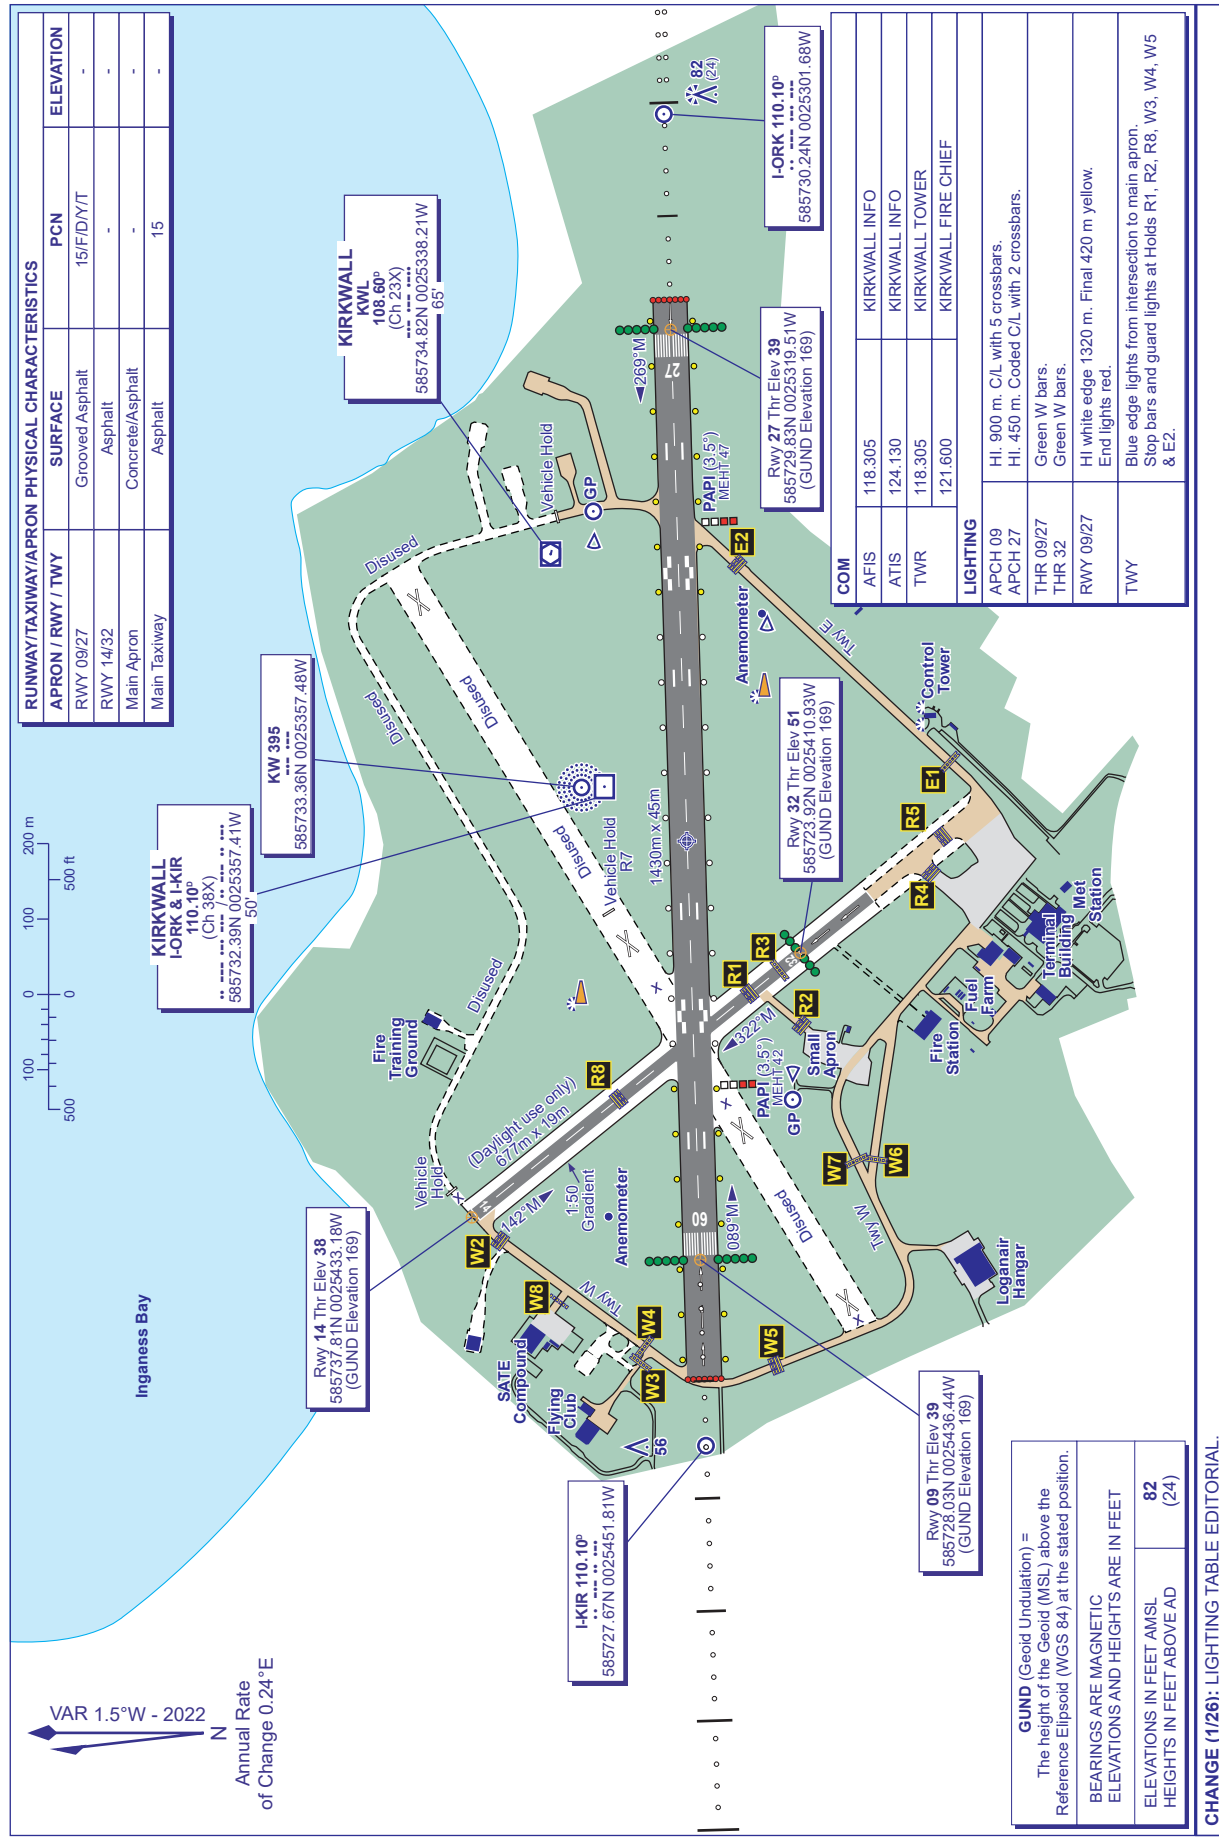 VAR 1.5°W - 2022
N
Annual Rate
of Change 0.24°E
Inganess Bay
500
100
0
100
200 m
500
0
500 ft
RUNWAY/TAXIWAY/APRON PHYSICAL CHARACTERISTICS
APRON / RWY / TWY SURFACE PCN ELEVATION
RWY 09/27 Grooved Asphalt 15/F/D/Y/T -
RWY 14/32 Asphalt - -
Main Apron Concrete/Asphalt - -
Main Taxiway Asphalt 15 -
KIRKWALL
I-ORK & I-KIR
110.10ᴰ
(Ch 38X)
585732.39N 0025357.41W
50'
KW 395
585733.36N 0025357.48W
KIRKWALL
KWL
108.60ᴰ
(Ch 23X)
585734.82N 0025338.21W
65'
Rwy 14 Thr Elev 38
585737.81N 0025433.18W
(GUND Elevation 169)
Fire
Training
Ground
Vehicle
Hold
Disused
Disused
Disused
Disused
Disused
Disused
Vehicle Hold
GP
Vehicle Hold
R7
14
142°M
(Daylight use only)
677m x 19m
1:50
Gradient
Anemometer
R8
W2
W8
Twy W
W4
W3
SATE
Compound
Flying
Club
56
I-KIR 110.10ᴰ
585727.67N 0025451.81W
09
089°M
1430m x 45m
27
269°M
PAPI (3.5°)
MEHT 47
82
(24)
I-ORK 110.10ᴰ
585730.24N 0025301.68W
Rwy 27 Thr Elev 39
585729.83N 0025319.51W
(GUND Elevation 169)
E2
Anemometer
Twy E
R1
R3
32
322°M
R2
Small
Apron
PAPI (3.5°)
MEHT 42
GP
Rwy 32 Thr Elev 51
585723.92N 0025410.93W
(GUND Elevation 169)
Control
Tower
E1
R5
R4
W5
W7
W6
Twy W
Loganair
Hangar
Fire
Station
Fuel
Farm
Terminal
Building
Met
Station
Rwy 09 Thr Elev 39
585728.03N 0025436.44W
(GUND Elevation 169)
COM
AFIS 118.305 KIRKWALL INFO
ATIS 124.130 KIRKWALL INFO
TWR 118.305 KIRKWALL TOWER
121.600 KIRKWALL FIRE CHIEF
LIGHTING
APCH 09 HI. 900 m. C/L with 5 crossbars.
APCH 27 HI. 450 m. Coded C/L with 2 crossbars.
THR 09/27 Green W bars.
THR 32 Green W bars.
RWY 09/27 HI white edge 1320 m. Final 420 m yellow.
End lights red.
TWY Blue edge lights from intersection to main apron.
Stop bars and guard lights at Holds R1, R2, R8, W3, W4, W5
& E2.
GUND (Geoid Undulation) =
The height of the Geoid (MSL) above the
Reference Elipsoid (WGS 84) at the stated position.
BEARINGS ARE MAGNETIC
ELEVATIONS AND HEIGHTS ARE IN FEET
ELEVATIONS IN FEET AMSL 82
HEIGHTS IN FEET ABOVE AD (24)
CHANGE (1/26): LIGHTING TABLE EDITORIAL.